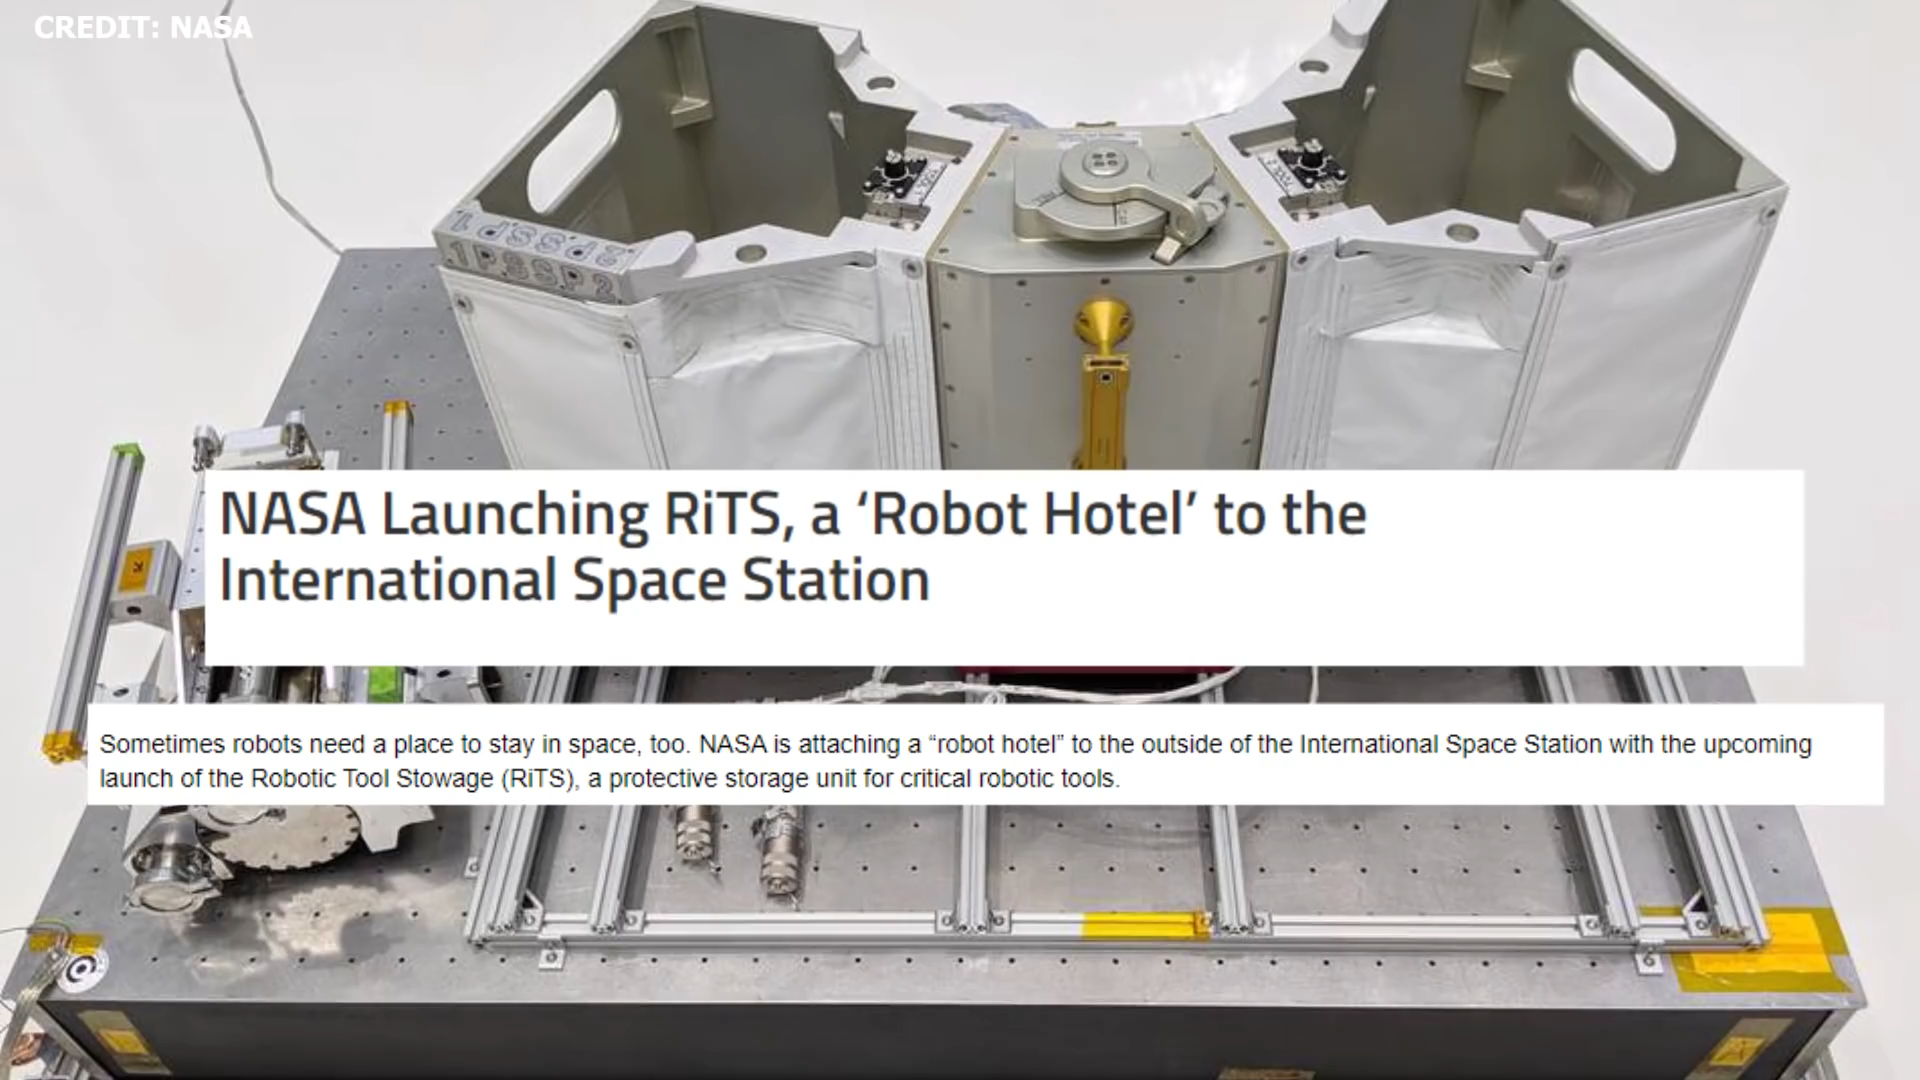 CREDIT: NASA
NASA Launching RiTS, a ‘Robot Hotel’ to the
International Space Station
Sometimes robots need a place to stay in space, too. NASA is attaching a “robot hotel” to the outside of the International Space Station with the upcoming
launch of the Robotic Tool Stowage (RiTS), a protective storage unit for critical robotic tools.